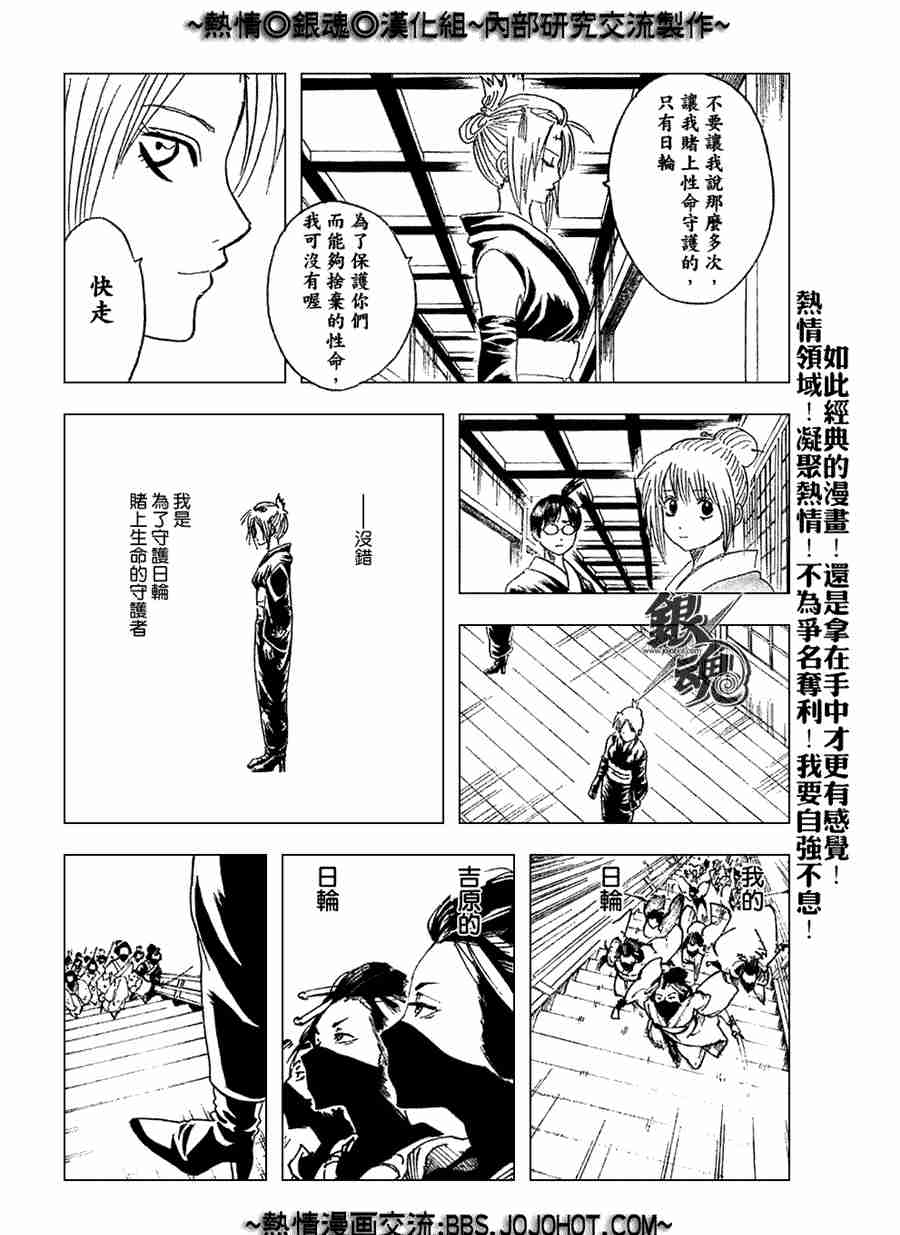 ~熱情◎銀魂◎漢化組~內部研究交流製作~
不要讓我說那麼多次，
讓我賭上性命守護的，
只有日輪
為了保護你們
而能夠捨棄的性命，
我可沒有喔
快走
如此經典的漫畫！還是拿在手中才更有感覺！
熱情領域！凝聚熱情！不為爭名奪利！我要自強不息！
銀魂
www.jojohot.com
——沒錯
我是
為了守護日輪
賭上生命的守護者
我的
日輪
吉原的
日輪
~熱情漫画交流:BBS.JOJOHOT.COM~